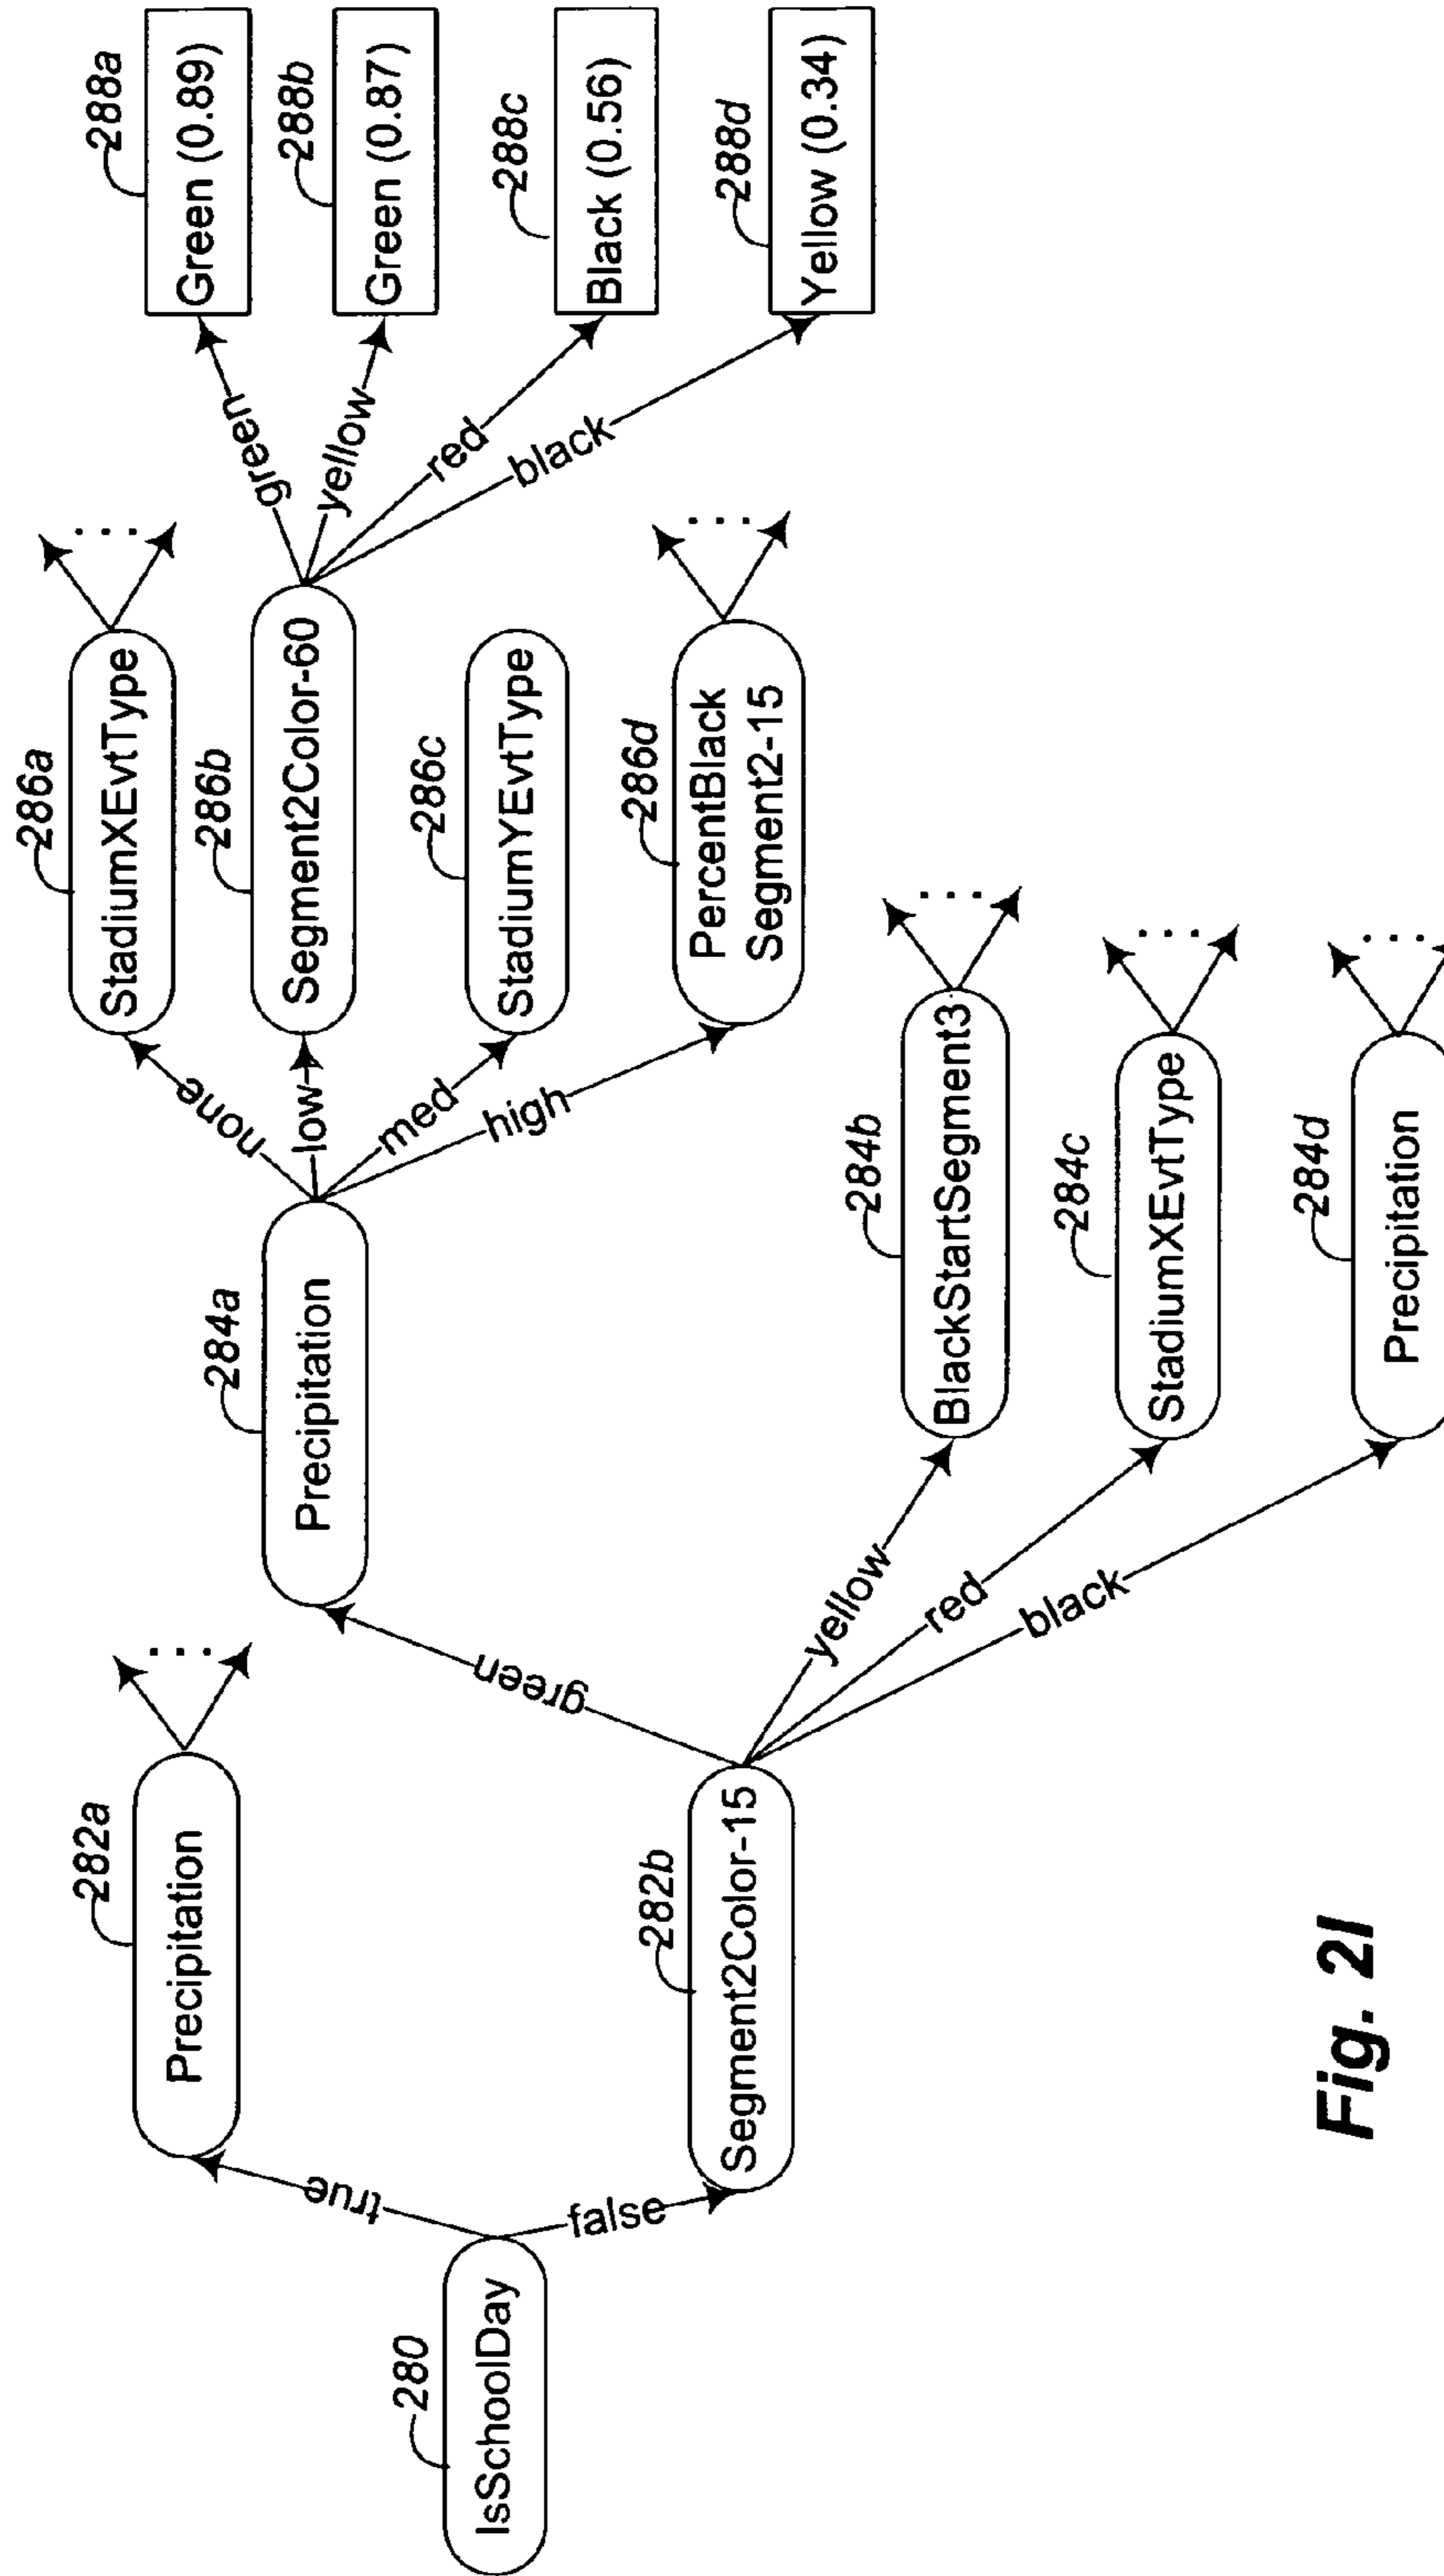 280
IsSchoolDay
true
false
282a
Precipitation
282b
Segment2Color-15
green
yellow
red
black
284a
Precipitation
284b
BlackStartSegment3
284c
StadiumXEvtType
284d
Precipitation
none
low
med
high
286a
StadiumXEvtType
286b
Segment2Color-60
286c
StadiumYEvtType
286d
PercentBlack
Segment2-15
green
yellow
red
black
288a
Green (0.89)
288b
Green (0.87)
288c
Black (0.56)
288d
Yellow (0.34)
...
...
...
...
...
...
Fig. 2I